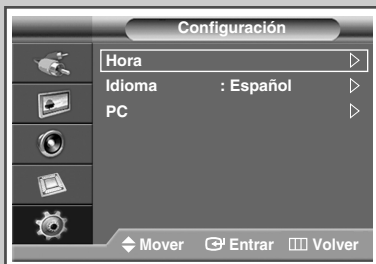 Configuración
Hora
Idioma : Español
PC
Mover Entrar Volver